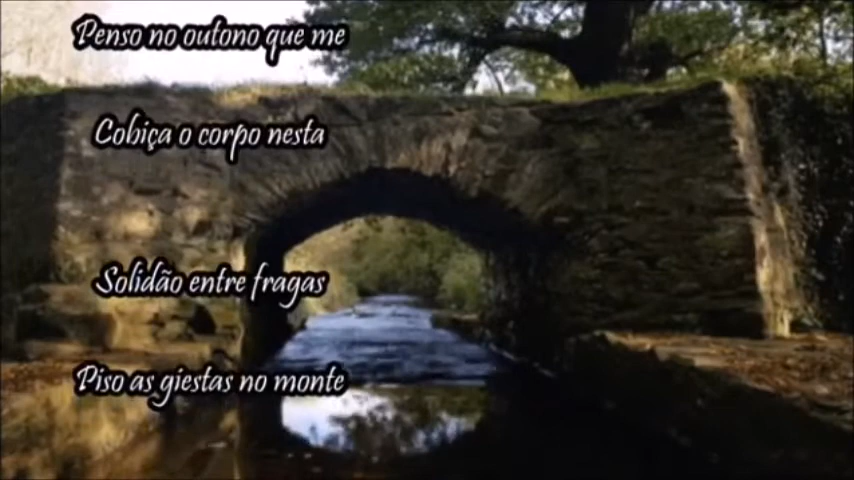 Penso no outono que me
Cobiça o corpo nesta
Solidão entre fragas
Piso as giestas no monte